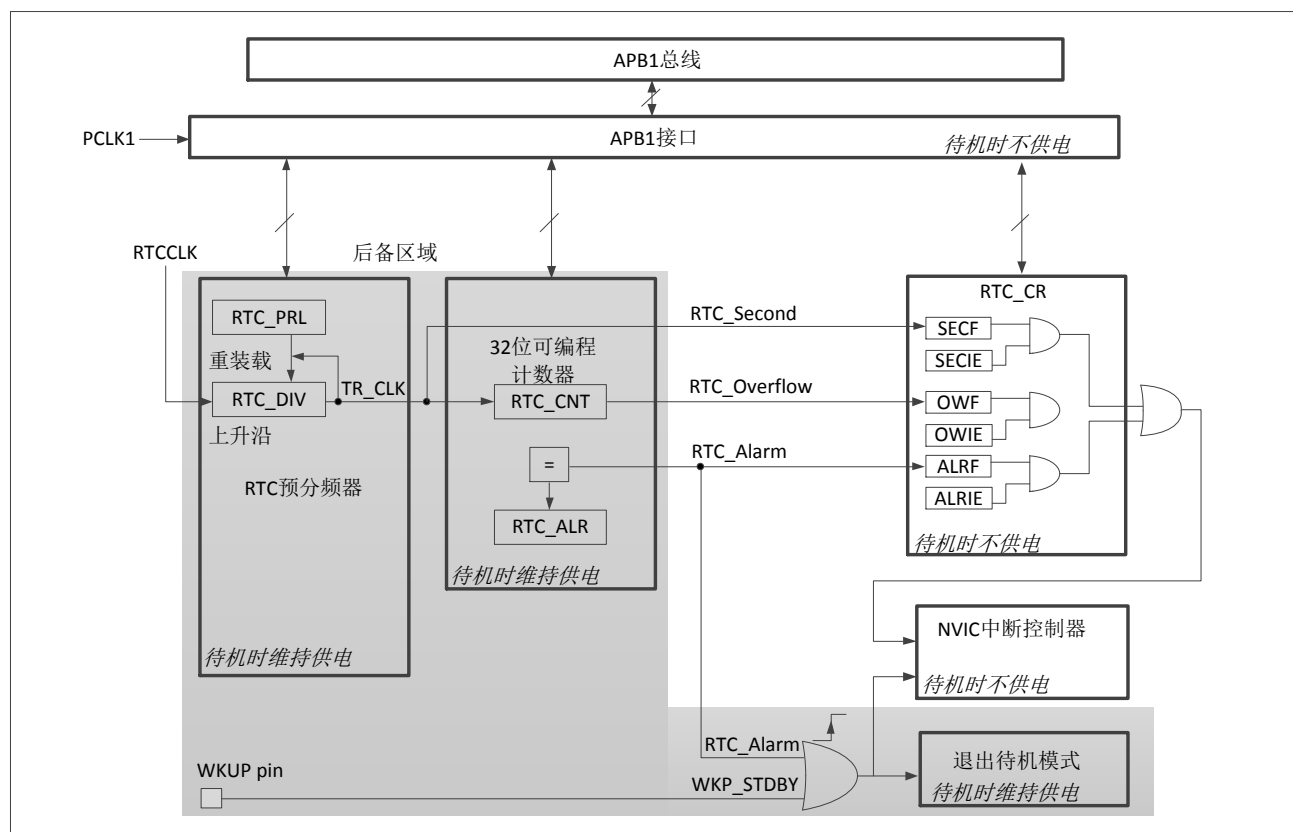 APB1总线
PCLK1
APB1接口
待机时不供电
RTCCLK
后备区域
RTC_PRL
重装载
RTC_DIV
上升沿
RTC预分频器
待机时维持供电
TR_CLK
32位可编程
计数器
RTC_CNT
=
RTC_ALR
待机时维持供电
RTC_Second
RTC_Overflow
RTC_Alarm
RTC_CR
SECF
SECIE
OWF
OWIE
ALRF
ALRIE
待机时不供电
NVIC中断控制器
待机时不供电
RTC_Alarm
WKUP pin
WKP_STDBY
退出待机模式
待机时维持供电